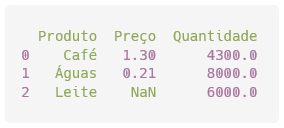 Produto Preço Quantidade
0 Café 1.30 4300.0
1 Águas 0.21 8000.0
2 Leite NaN 6000.0